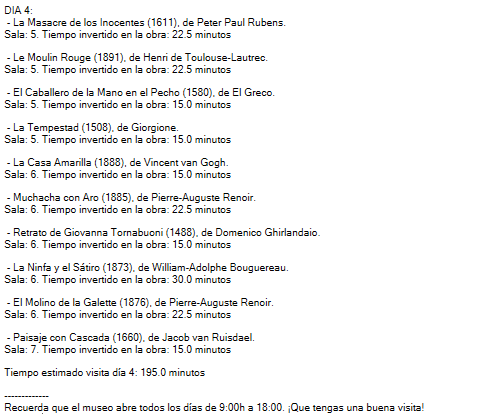 DIA 4:
- La Masacre de los Inocentes (1611), de Peter Paul Rubens.
Sala: 5. Tiempo invertido en la obra: 22.5 minutos
- Le Moulin Rouge (1891), de Henri de Toulouse-Lautrec.
Sala: 5. Tiempo invertido en la obra: 22.5 minutos
- El Caballero de la Mano en el Pecho (1580), de El Greco.
Sala: 5. Tiempo invertido en la obra: 15.0 minutos
- La Tempestad (1508), de Giorgione.
Sala: 5. Tiempo invertido en la obra: 15.0 minutos
- La Casa Amarilla (1888), de Vincent van Gogh.
Sala: 6. Tiempo invertido en la obra: 15.0 minutos
- Muchacha con Aro (1885), de Pierre-Auguste Renoir.
Sala: 6. Tiempo invertido en la obra: 22.5 minutos
- Retrato de Giovanna Tornabuoni (1488), de Domenico Ghirlandaio.
Sala: 6. Tiempo invertido en la obra: 15.0 minutos
- La Ninfa y el Sátiro (1873), de William-Adolphe Bouguereau.
Sala: 6. Tiempo invertido en la obra: 30.0 minutos
- El Molino de la Galette (1876), de Pierre-Auguste Renoir.
Sala: 6. Tiempo invertido en la obra: 22.5 minutos
- Paisaje con Cascada (1660), de Jacob van Ruisdael.
Sala: 7. Tiempo invertido en la obra: 15.0 minutos
Tiempo estimado visita día 4: 195.0 minutos
-------------
Recuerda que el museo abre todos los días de 9:00h a 18:00. ¡Que tengas una buena visita!